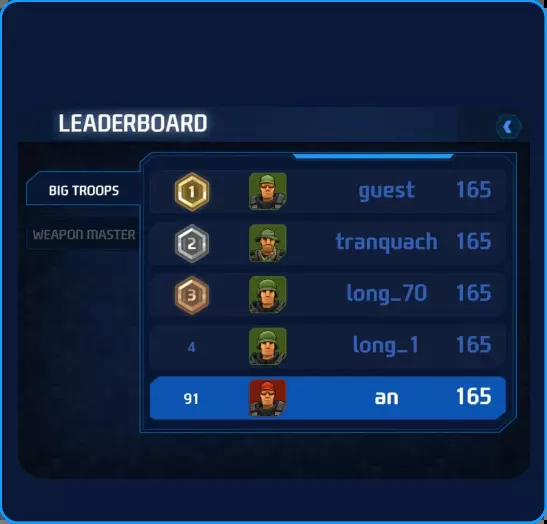 LEADERBOARD
BIG TROOPS
WEAPON MASTER
1 guest 165
2 tranquach 165
3 long_70 165
4 long_1 165
91 an 165